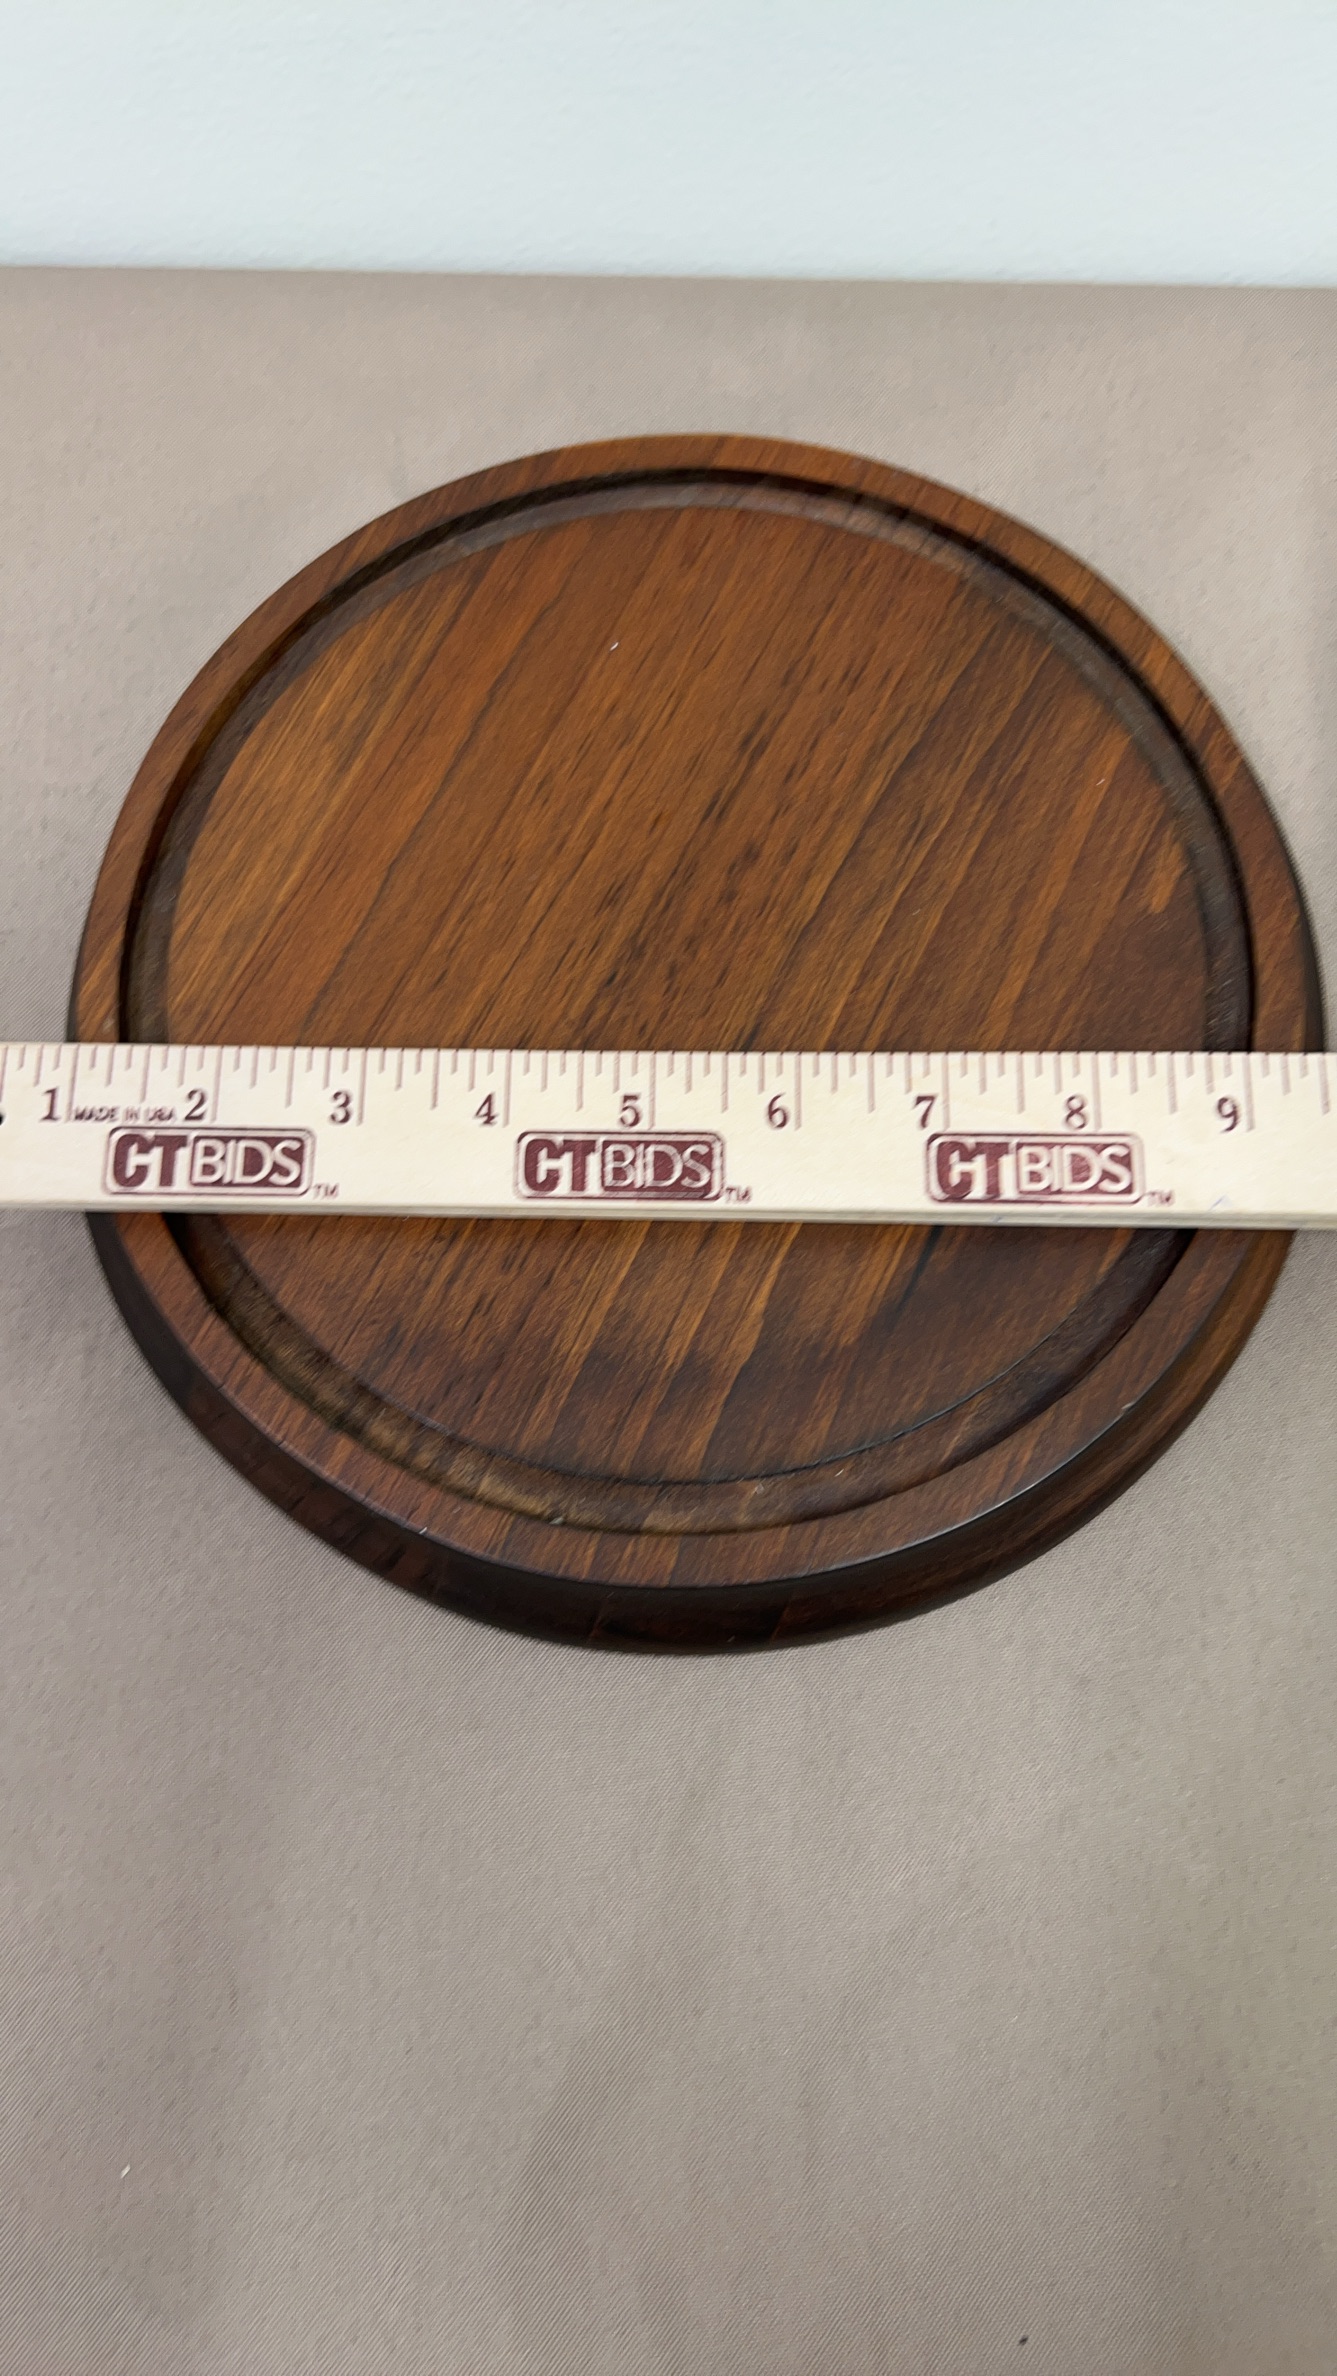 1 MADE IN USA 2 3 4 5 6 7 8 9
CTBIDS™ CTBIDS™ CTBIDS™